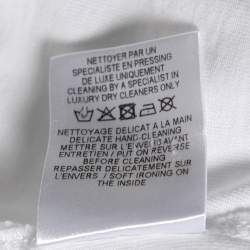 NETTOYER PAR UN
SPECIALISTE EN PRESSING
DE LUXE UNIQUEMENT
CLEANING BY A SPECIALIST IN
LUXURY DRY CLEANERS ONLY
NETTOYAGE DELICAT A LA MAIN
DELICATE HAND-CLEANING
METTRE SUR L'ENVERS AVANT
ENTRETIEN / PUT ON REVERSE
BEFORE CLEANING
REPASSER DELICATEMENT SUR
L'ENVERS / SOFT IRONING ON
THE INSIDE